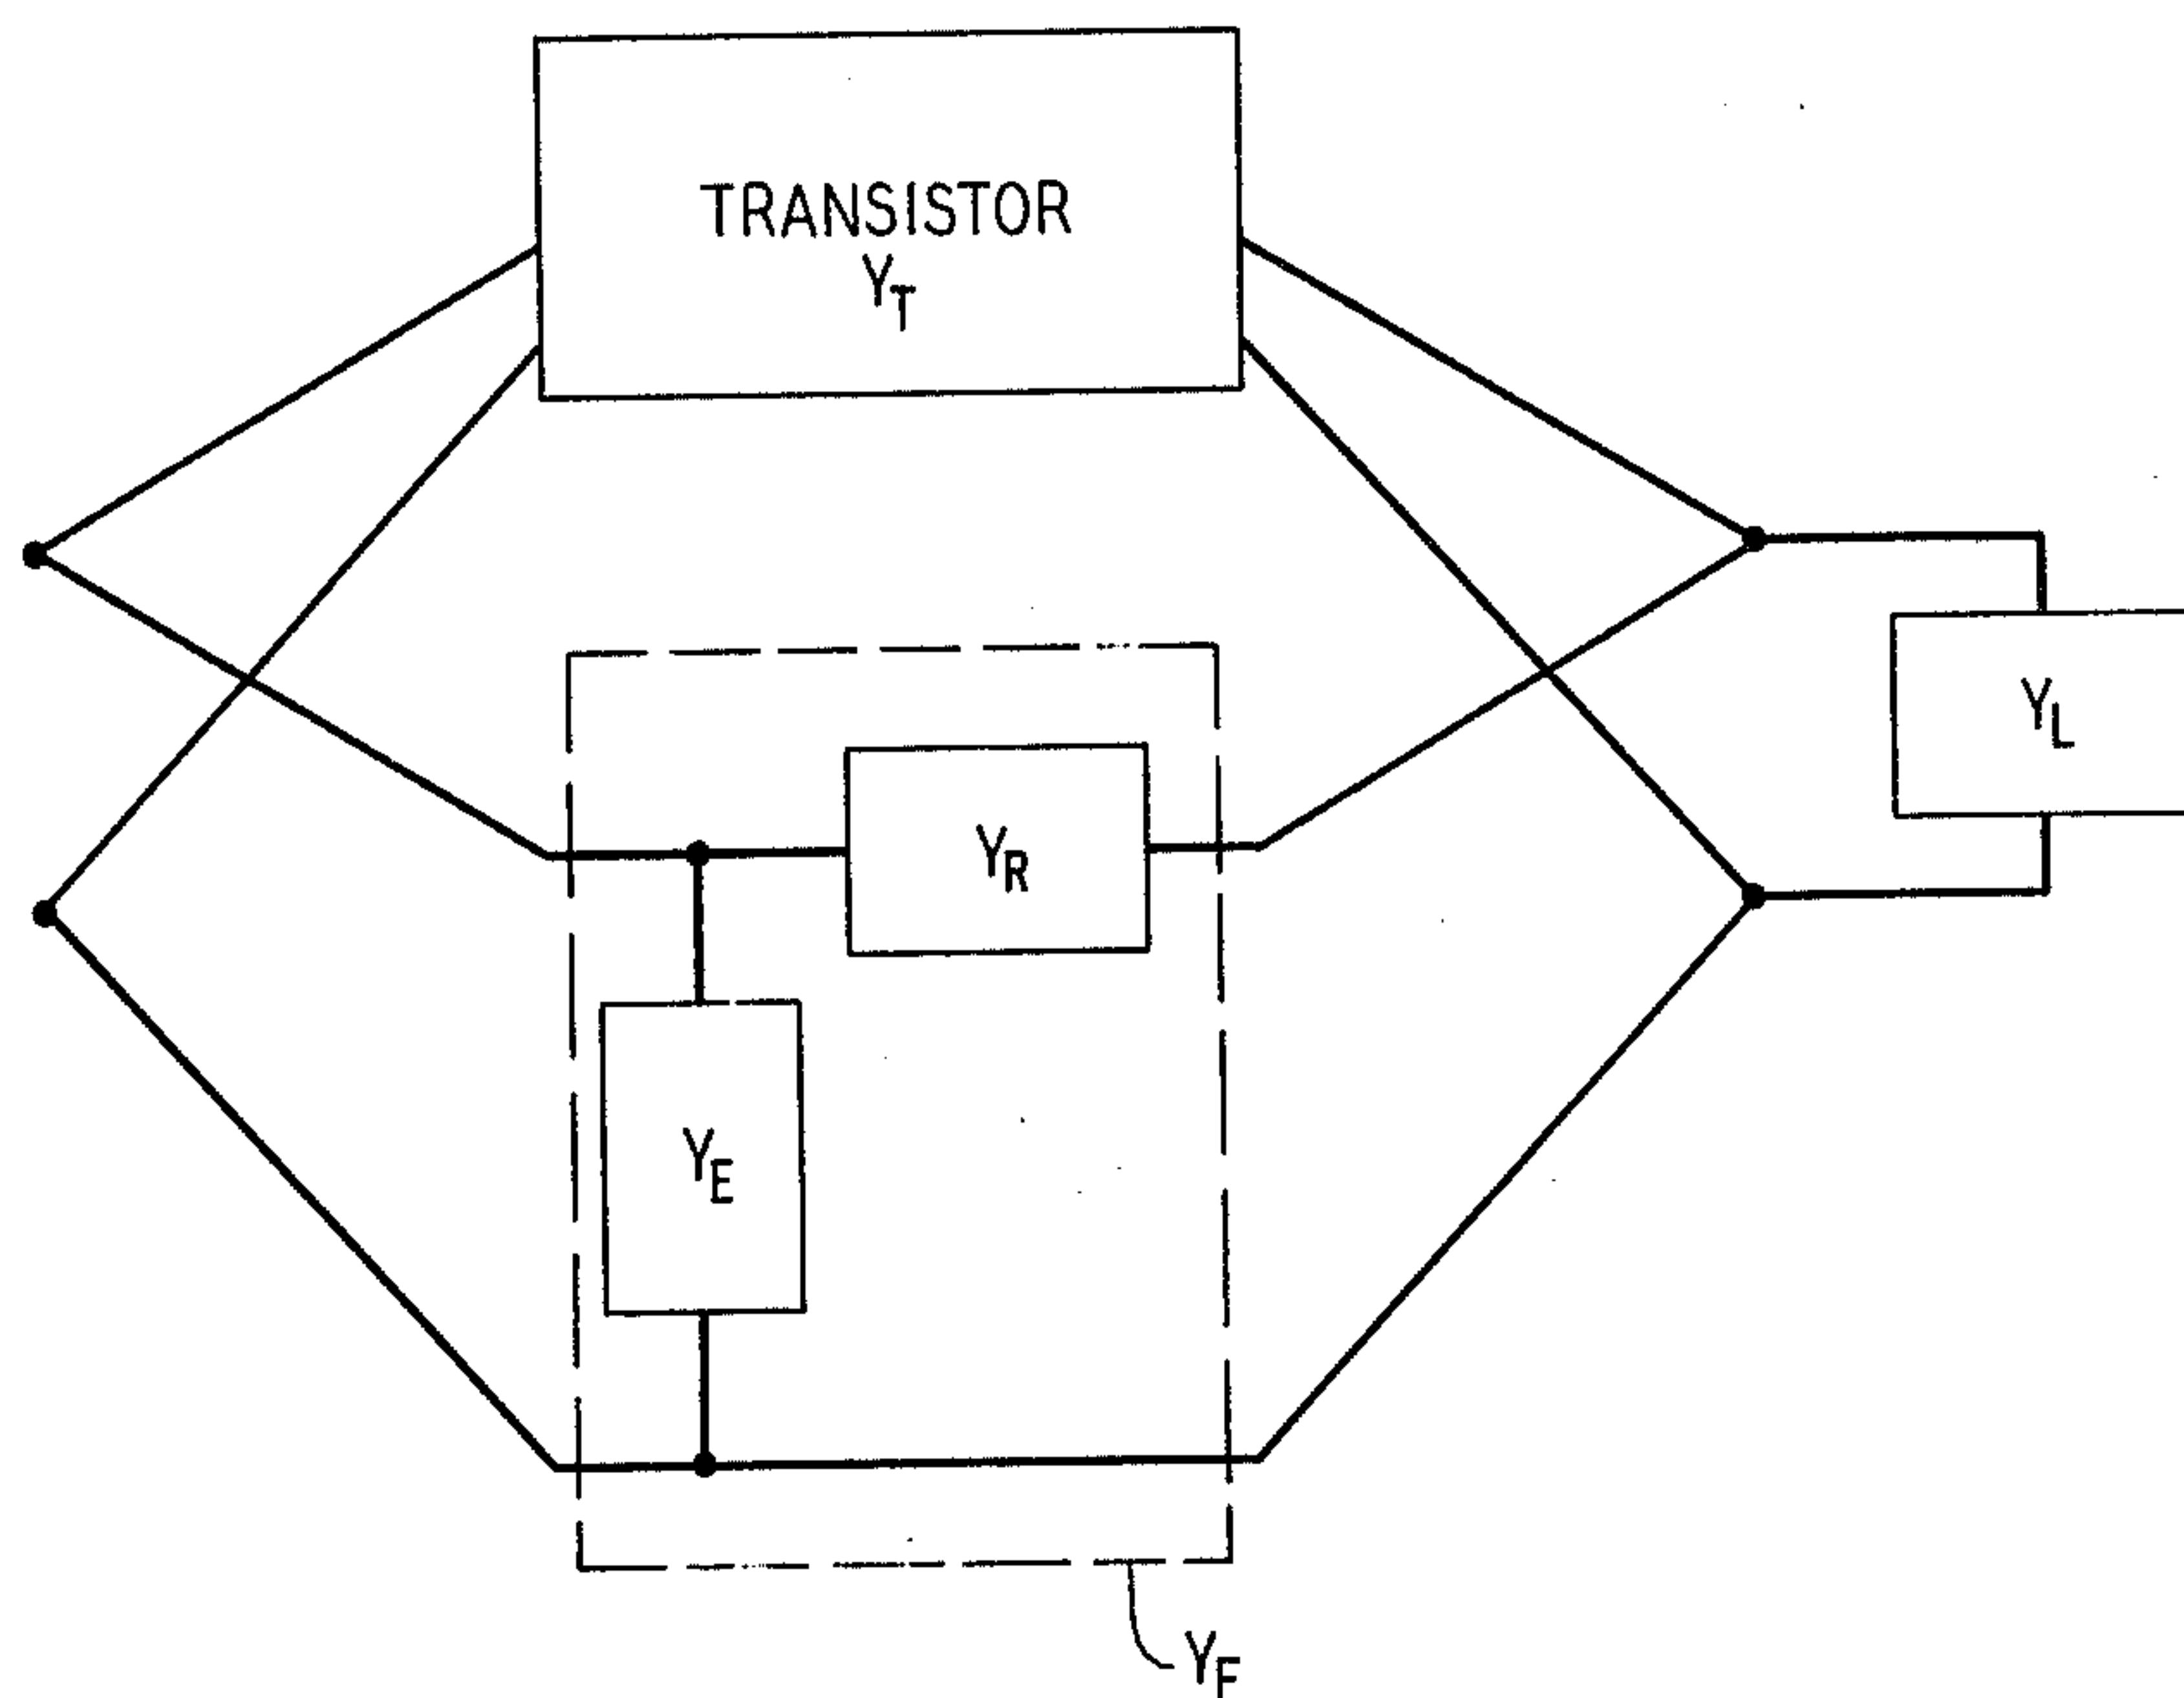 TRANSISTOR
Y_T
Y_L
Y_R
Y_E
Y_F